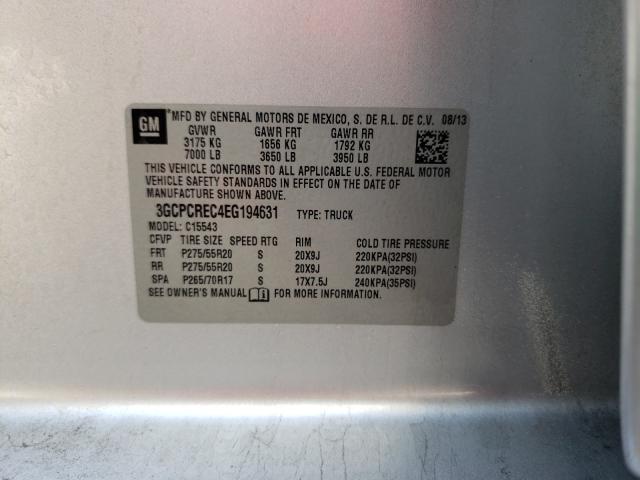 GM *MFD BY GENERAL MOTORS DE MEXICO, S. DE R.L. DE C.V. 08/13
GVWR GAWR FRT GAWR RR
3175 KG 1656 KG 1792 KG
7000 LB 3650 LB 3950 LB
THIS VEHICLE CONFORMS TO ALL APPLICABLE U.S. FEDERAL MOTOR
VEHICLE SAFETY STANDARDS IN EFFECT ON THE DATE OF
MANUFACTURE SHOWN ABOVE.
3GCPCREC4EG194631 TYPE: TRUCK
MODEL: C15543
CFVP TIRE SIZE SPEED RTG RIM COLD TIRE PRESSURE
FRT P275/55R20 S 20X9J 220KPA(32PSI)
RR P275/55R20 S 20X9J 220KPA(32PSI)
SPA P265/70R17 S 17X7.5J 240KPA(35PSI)
SEE OWNER'S MANUAL FOR MORE INFORMATION.